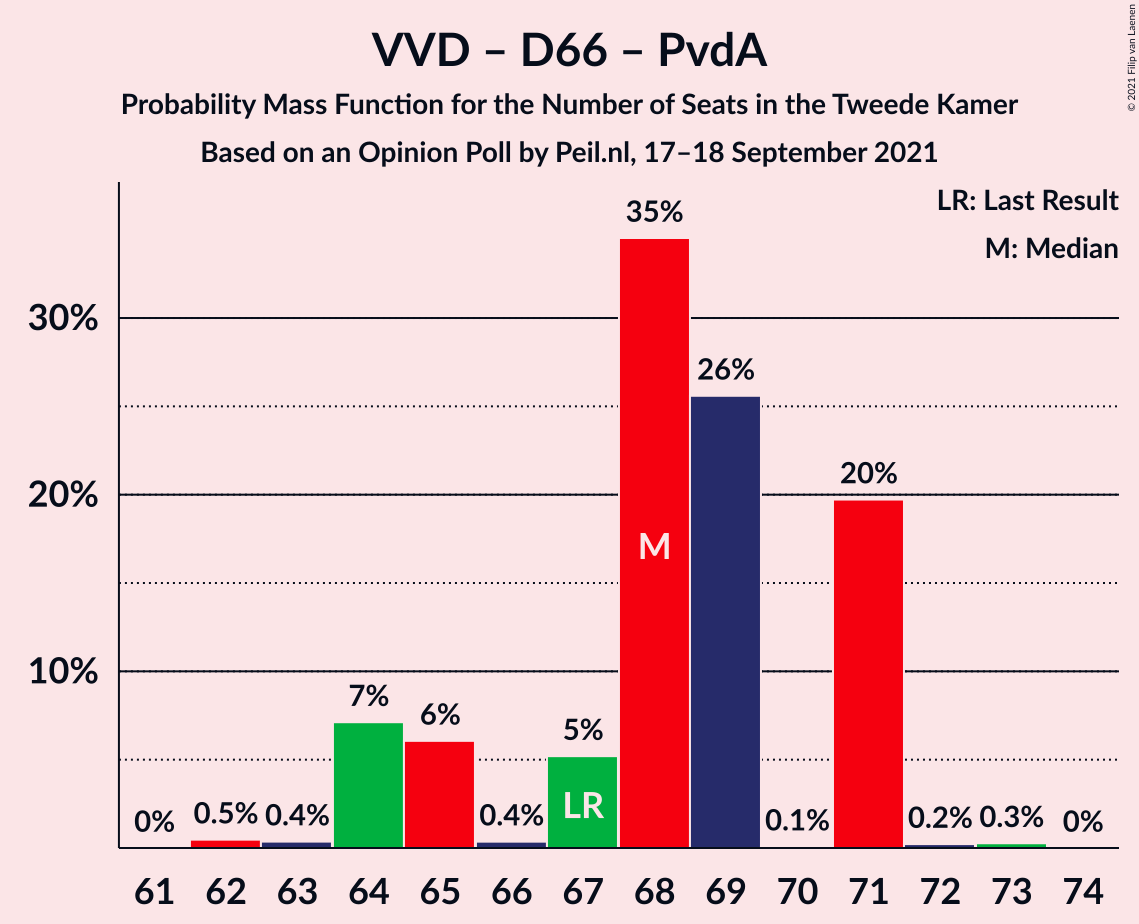 VVD – D66 – PvdA
Probability Mass Function for the Number of Seats in the Tweede Kamer
Based on an Opinion Poll by Peil.nl, 17–18 September 2021
© 2021 Filip van Laenen
LR: Last Result
M: Median
30%
20%
10%
0%
0.5%
0.4%
7%
6%
0.4%
5%
35%
26%
0.1%
20%
0.2%
0.3%
0%
LR
M
61 62 63 64 65 66 67 68 69 70 71 72 73 74